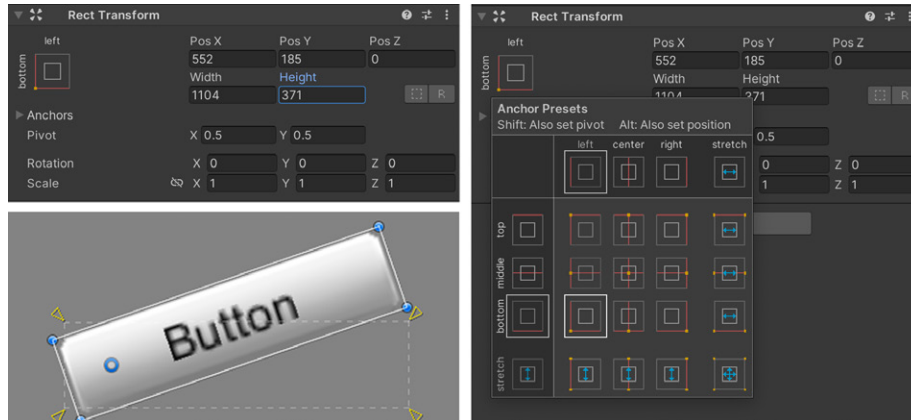 Rect Transform
left
bottom
Pos X Pos Y Pos Z
552 185 0
Width Height
1104 371
R
Anchors
Pivot X 0.5 Y 0.5
Rotation X 0 Y 0 Z 0
Scale X 1 Y 1 Z 1
Button
Rect Transform
left
bottom
Pos X Pos Y Pos Z
552 185 0
Width Height
1104 371
R
Anchor Presets
Shift: Also set pivot Alt: Also set position
left center right stretch
top
middle
bottom
stretch
0.5
0 Z 0
1 Z 1